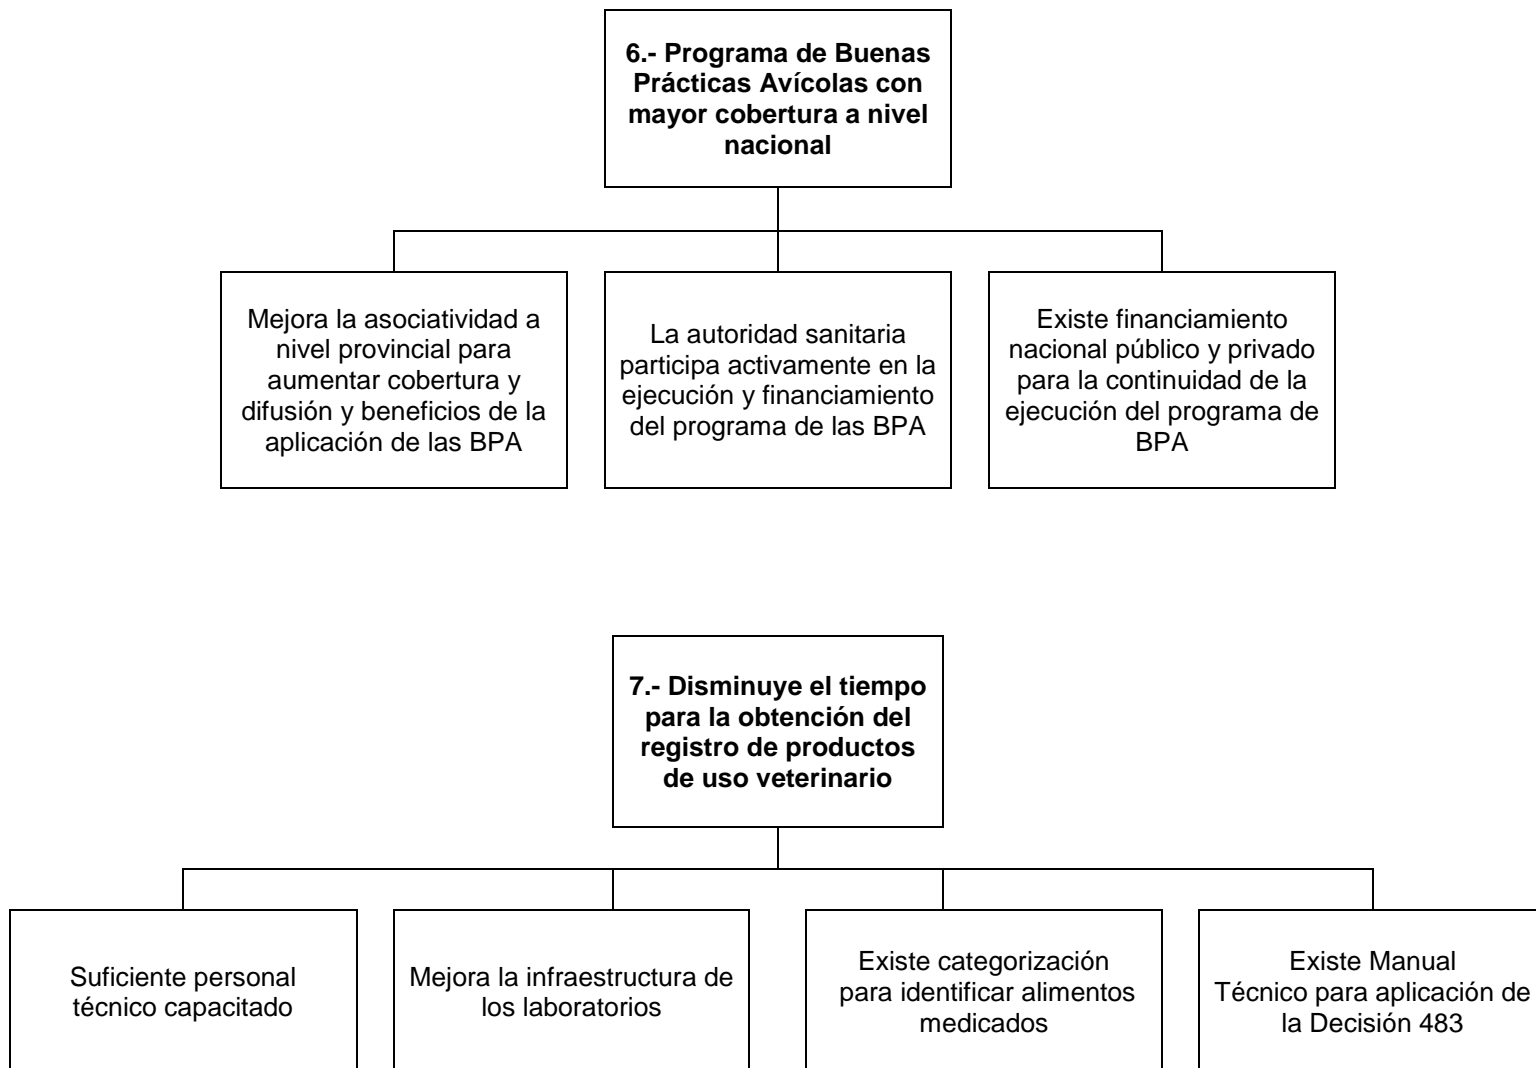 6.- Programa de Buenas
Prácticas Avícolas con
mayor cobertura a nivel
nacional
Mejora la asociatividad a
nivel provincial para
aumentar cobertura y
difusión y beneficios de la
aplicación de las BPA
La autoridad sanitaria
participa activamente en la
ejecución y financiamiento
del programa de las BPA
Existe financiamiento
nacional público y privado
para la continuidad de la
ejecución del programa de
BPA
7.- Disminuye el tiempo
para la obtención del
registro de productos
de uso veterinario
Suficiente personal
técnico capacitado
Mejora la infraestructura de
los laboratorios
Existe categorización
para identificar alimentos
medicados
Existe Manual
Técnico para aplicación de
la Decisión 483